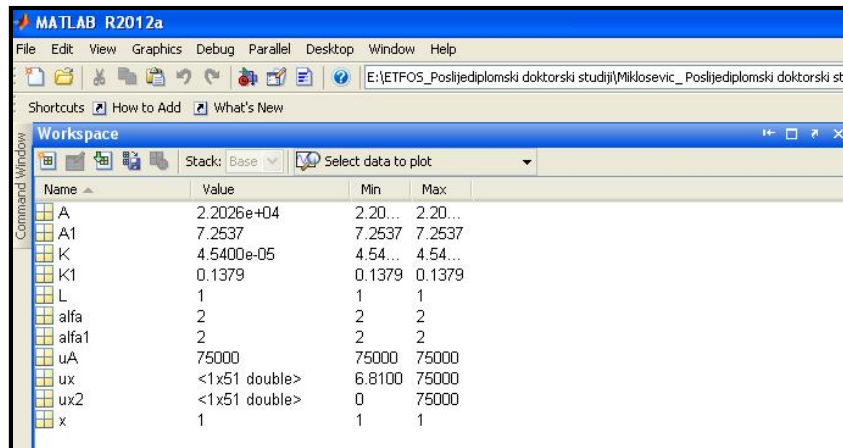 MATLAB R2012a
File Edit View Graphics Debug Parallel Desktop Window Help
E:\ETFOS_Poslijediplomski doktorski studiji\Miklosevic_ Poslijediplomski doktorski st
Shortcuts How to Add What's New
Command Window
Workspace
Stack: Base Select data to plot
Name Value Min Max
A 2.2026e+04 2.20... 2.20...
A1 7.2537 7.2537 7.2537
K 4.5400e-05 4.54... 4.54...
K1 0.1379 0.1379 0.1379
L 1 1 1
alfa 2 2 2
alfa1 2 2 2
uA 75000 75000 75000
ux <1x51 double> 6.8100 75000
ux2 <1x51 double> 0 75000
x 1 1 1